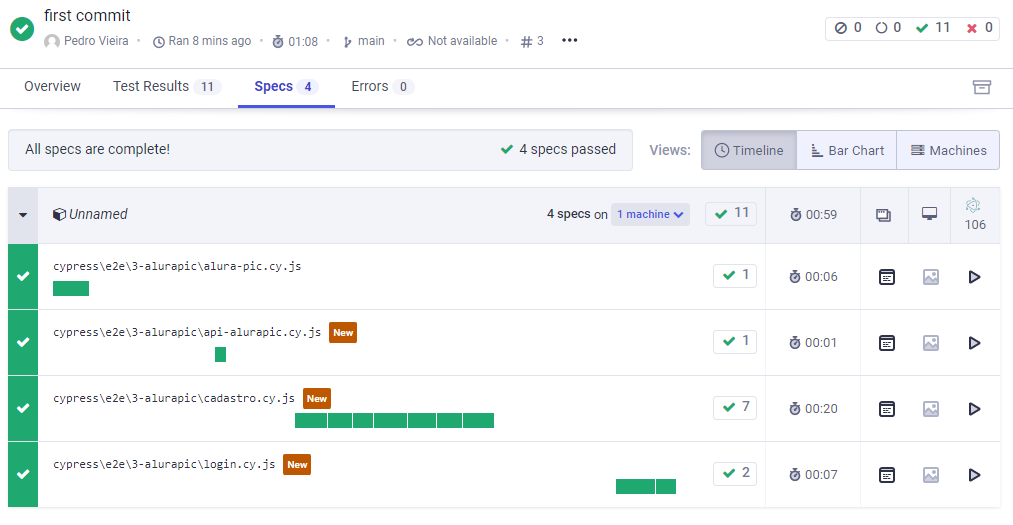 first commit
Pedro Vieira · Ran 8 mins ago · 01:08 · main · Not available · # 3 •••
0 0 11 0
Overview Test Results 11 Specs 4 Errors 0
All specs are complete! 4 specs passed Views: Timeline Bar Chart Machines
Unnamed 4 specs on 1 machine 11 00:59 106
cypress\e2e\3-alurapic\alura-pic.cy.js 1 00:06
cypress\e2e\3-alurapic\api-alurapic.cy.js New 1 00:01
cypress\e2e\3-alurapic\cadastro.cy.js New 7 00:20
cypress\e2e\3-alurapic\login.cy.js New 2 00:07